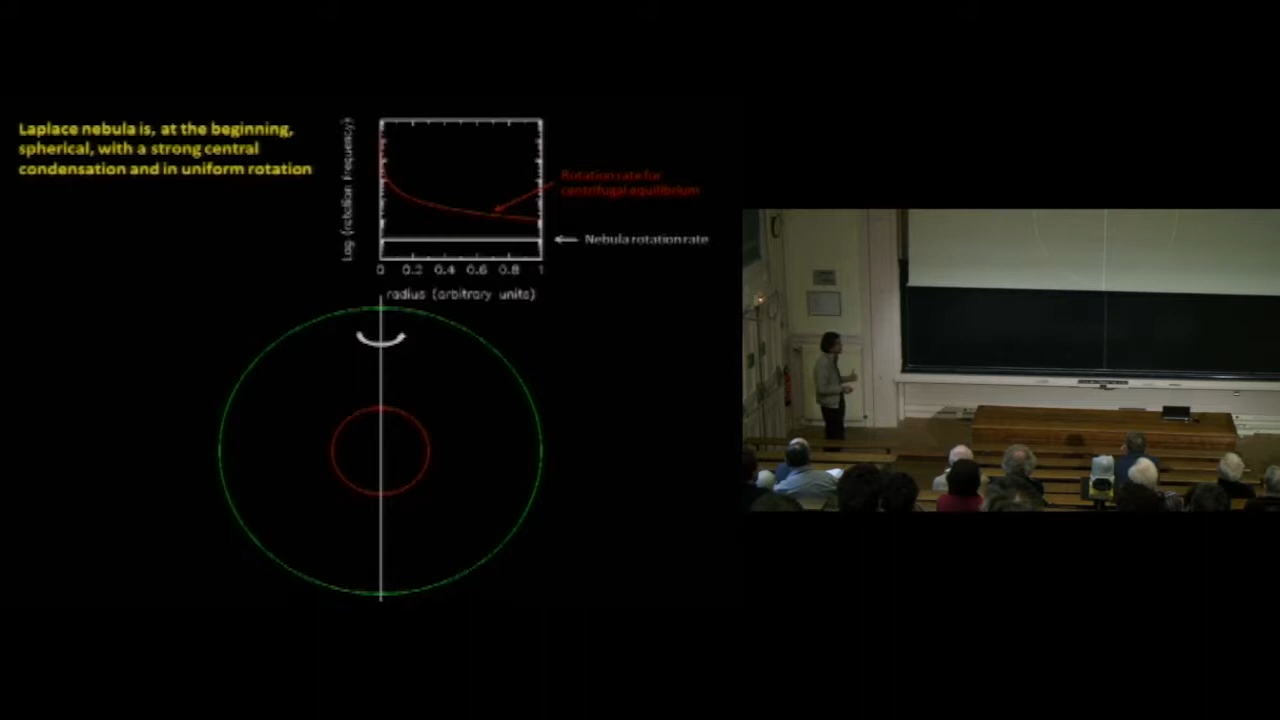 Laplace nebula is, at the beginning,
spherical, with a strong central
condensation and in uniform rotation
Log (rotation frequency)
Rotation rate for
centrifugal equilibrium
Nebula rotation rate
0 0.2 0.4 0.6 0.8 1
radius (arbitrary units)